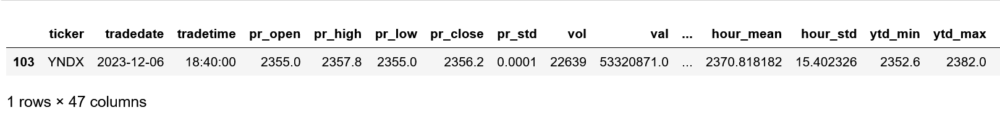 ticker tradedate tradetime pr_open pr_high pr_low pr_close pr_std vol val ... hour_mean hour_std ytd_min ytd_max
103 YNDX 2023-12-06 18:40:00 2355.0 2357.8 2355.0 2356.2 0.0001 22639 53320871.0 ... 2370.818182 15.402326 2352.6 2382.0
1 rows × 47 columns